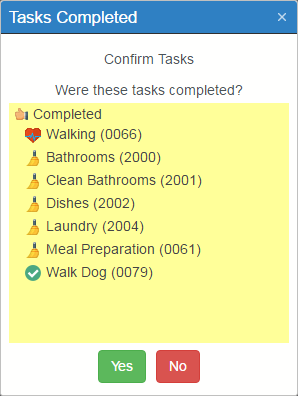 Tasks Completed ×
Confirm Tasks
Were these tasks completed?
Completed
Walking (0066)
Bathrooms (2000)
Clean Bathrooms (2001)
Dishes (2002)
Laundry (2004)
Meal Preparation (0061)
Walk Dog (0079)
Yes No